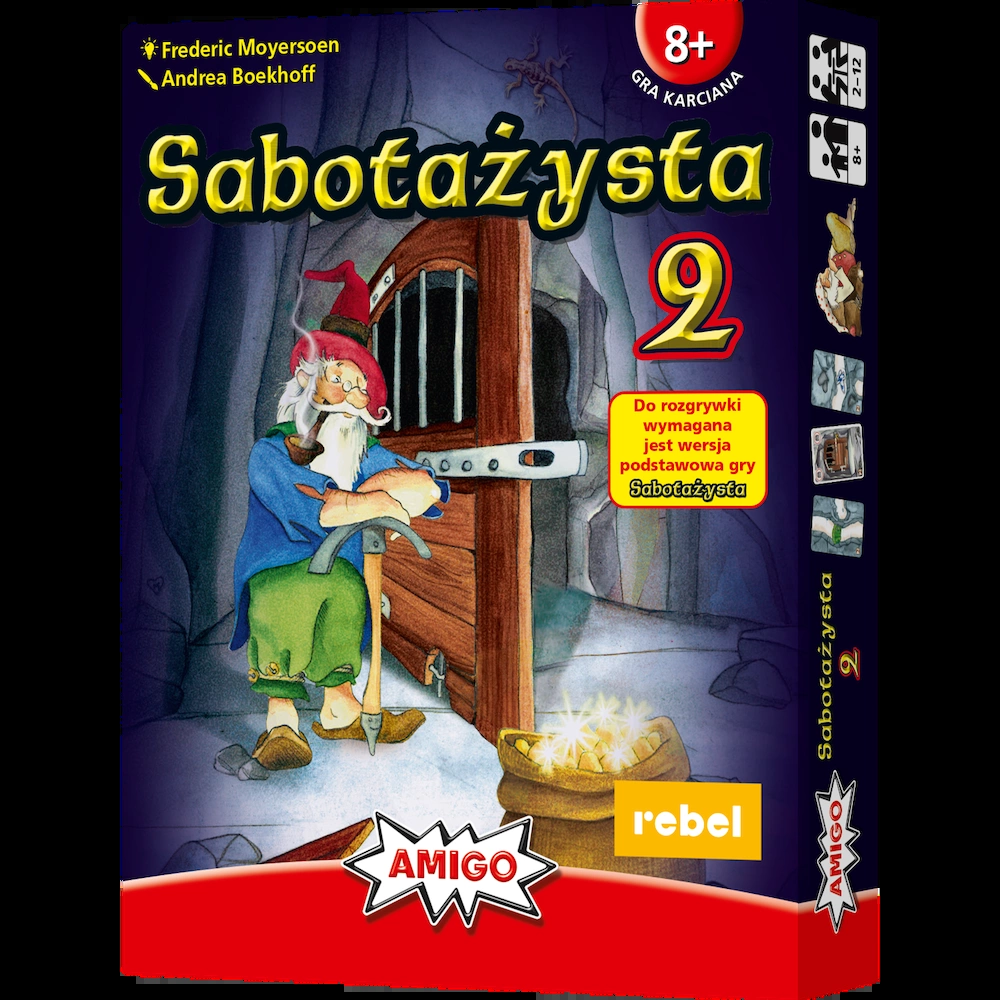 Frederic Moyersoen
Andrea Boekhoff
8+
GRA KARCIANA
Sabotażysta
2
Do rozgrywki
wymagana
jest wersja
podstawowa gry
Sabotażysta
rebel
AMIGO
2-12
8+
Sabotażysta
2
AMIGO